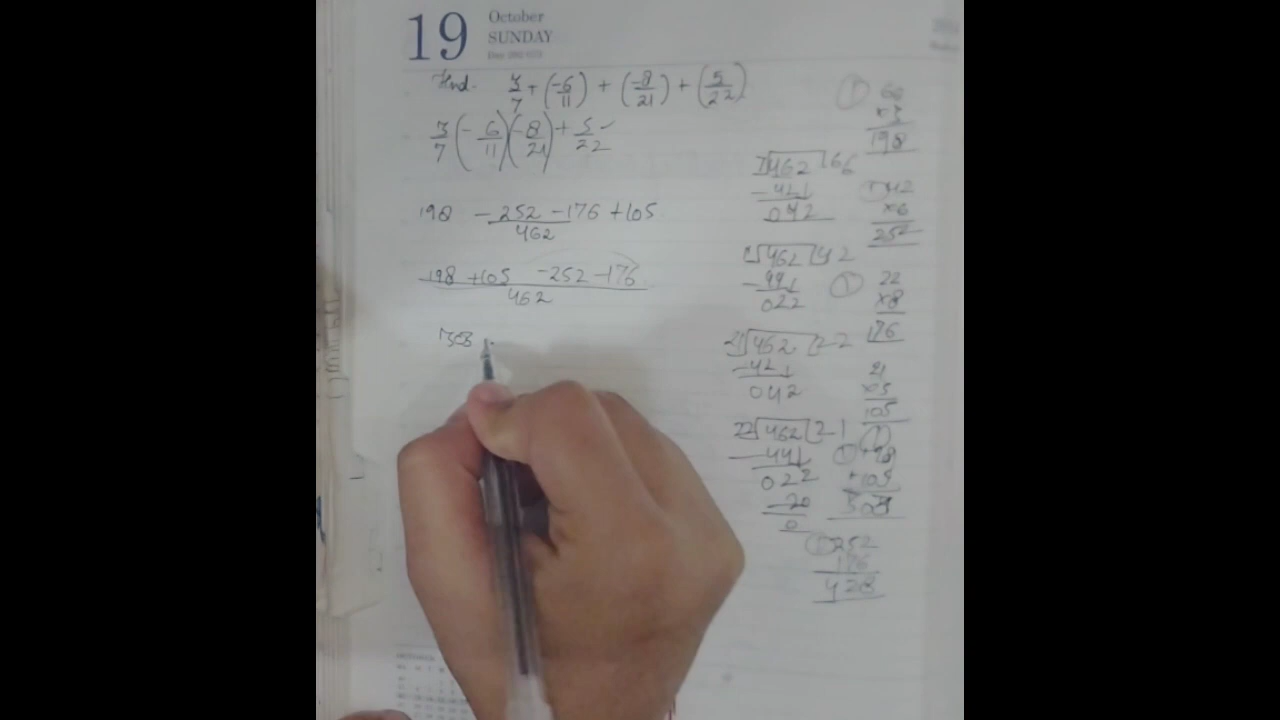 19
October
SUNDAY
Find. 3/7 + (-6/11) + (-8/21) + (5/22)
3/7 (-6/11)(-8/21) + 5/22
198 -252 -176 +105
462
198 +105 -252 -176
462
303
66
×3
198
7 462 66
-42
042
42
×6
252
11 462 42
-44
022
22
×8
176
21 462 22
-42
042
21
×5
105
22 462 21
-44
022
-20
0
198
+105
303
252
176
428
OCTOBER